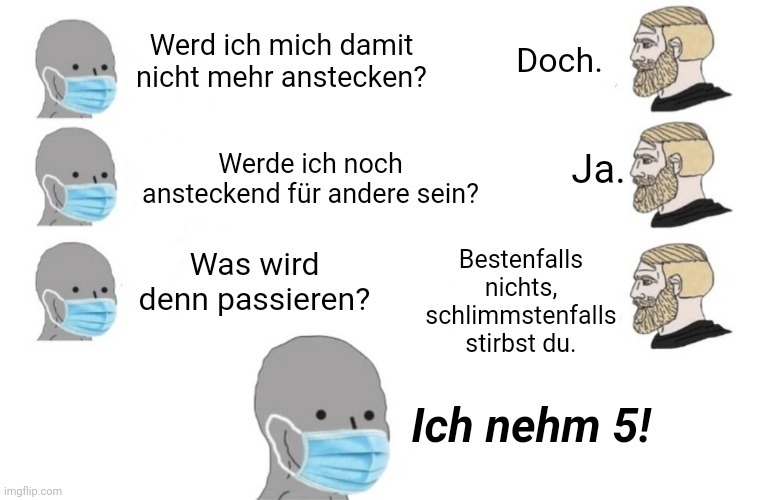 Werd ich mich damit
nicht mehr anstecken?
Doch.
Werde ich noch
ansteckend für andere sein?
Ja.
Was wird
denn passieren?
Bestenfalls
nichts,
schlimmstenfalls
stirbst du.
Ich nehm 5!
imgflip.com